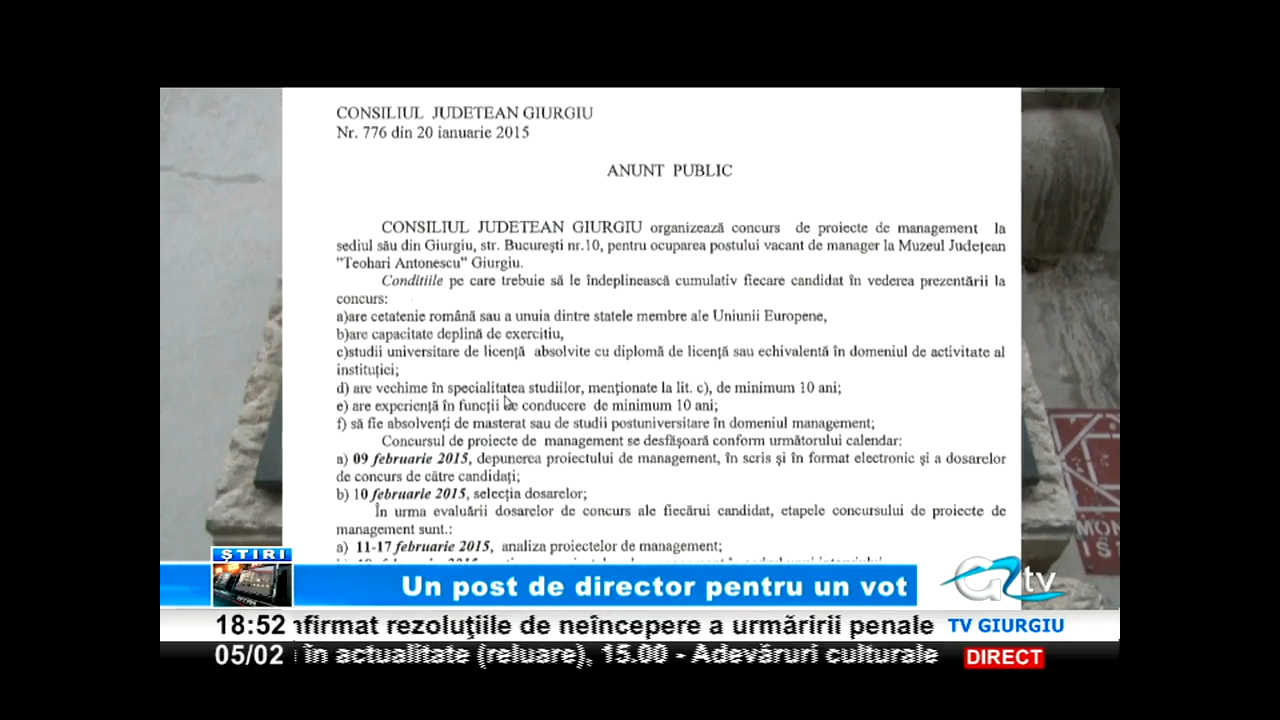 CONSILIUL JUDETEAN GIURGIU
Nr. 776 din 20 ianuarie 2015
ANUNT PUBLIC
CONSILIUL JUDETEAN GIURGIU organizează concurs de proiecte de management la
sediul său din Giurgiu, str. București nr.10, pentru ocuparea postului vacant de manager la Muzeul Județean
"Teohari Antonescu" Giurgiu.
Conditiile pe care trebuie să le îndeplinească cumulativ fiecare candidat în vederea prezentării la
concurs:
a)are cetatenie română sau a unuia dintre statele membre ale Uniunii Europene,
b)are capacitate deplină de exercitiu,
c)studii universitare de licență absolvite cu diplomă de licență sau echivalentă în domeniul de activitate al
instituției;
d) are vechime în specialitatea studiilor, menționate la lit. c), de minimum 10 ani;
e) are experiență în funcții de conducere de minimum 10 ani;
f) să fie absolvenți de masterat sau de studii postuniversitare în domeniul management;
Concursul de proiecte de management se desfășoară conform următorului calendar:
a) 09 februarie 2015, depunerea proiectului de management, în scris și în format electronic și a dosarelor
de concurs de către candidați;
b) 10 februarie 2015, selecția dosarelor;
În urma evaluării dosarelor de concurs ale fiecărui candidat, etapele concursului de proiecte de
management sunt.:
a) 11-17 februarie 2015, analiza proiectelor de management;
ŞTIRI
Un post de director pentru un vot
tv
18:52 nfirmat rezoluţiile de neîncepere a urmăririi penale TV GIURGIU
05/02 în actualitate (reluare), 15.00 - Adevăruri culturale DIRECT
MON
IS